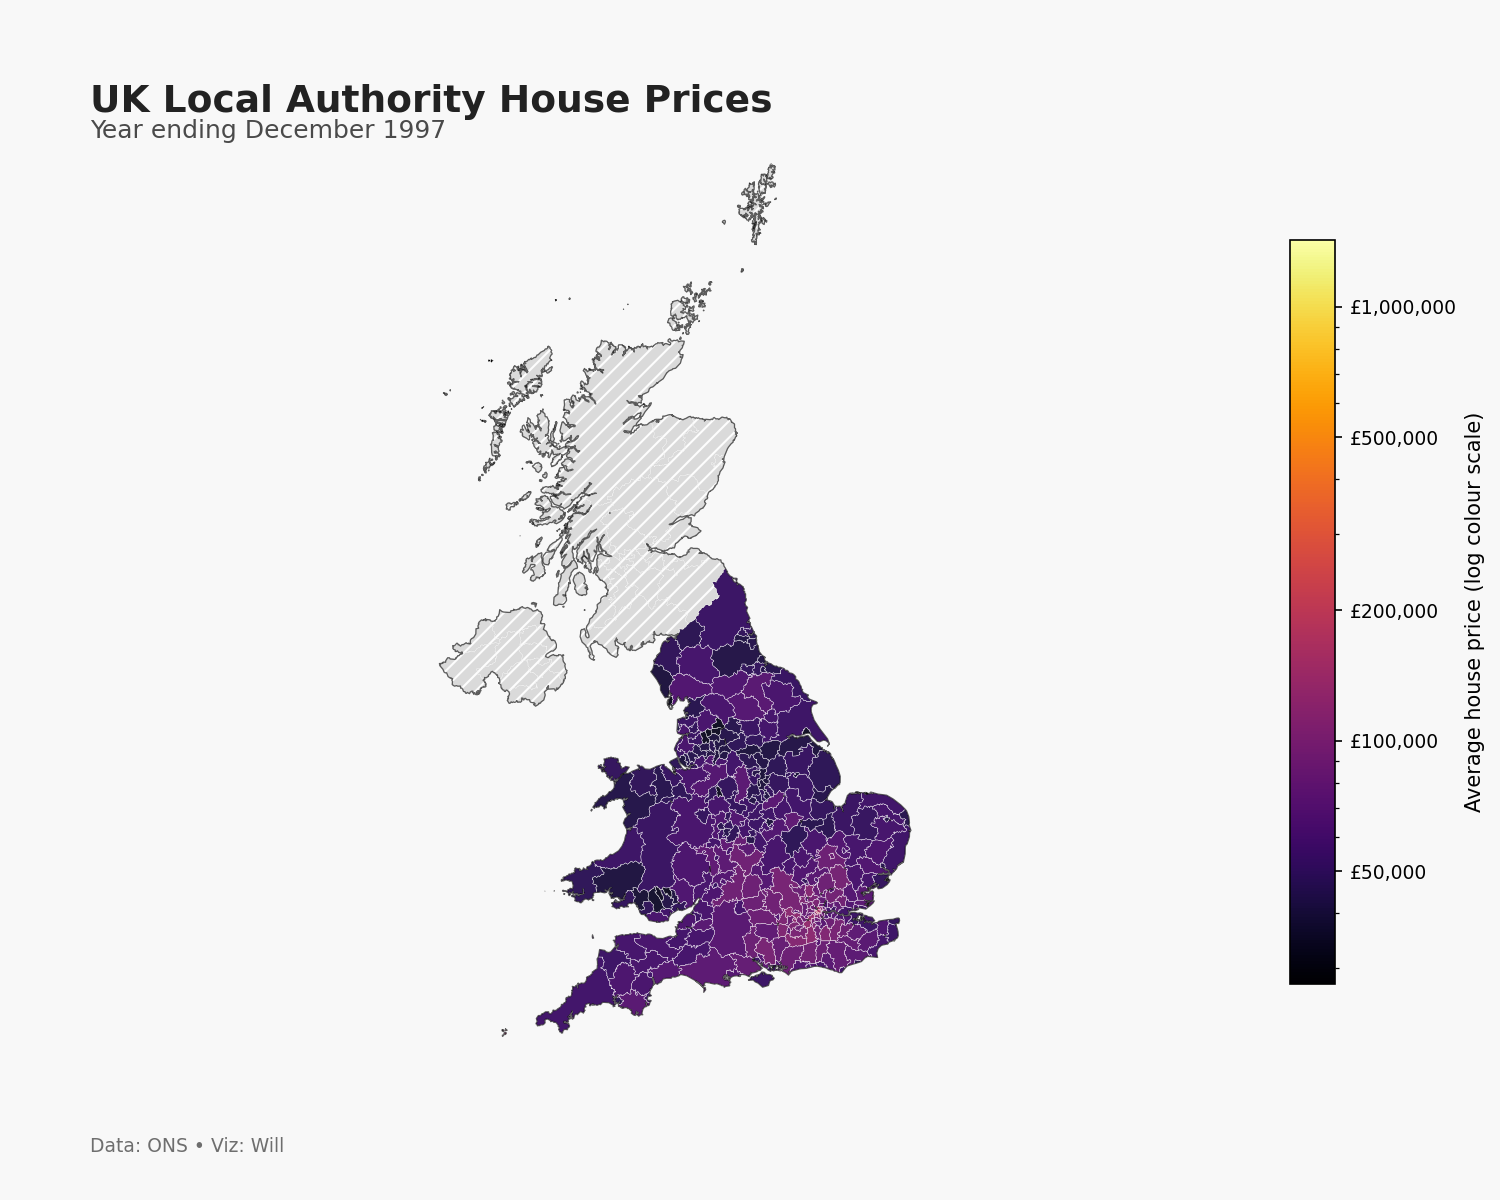 UK Local Authority House Prices
Year ending December 1997
£1,000,000
£500,000
£200,000
£100,000
£50,000
Average house price (log colour scale)
Data: ONS • Viz: Will